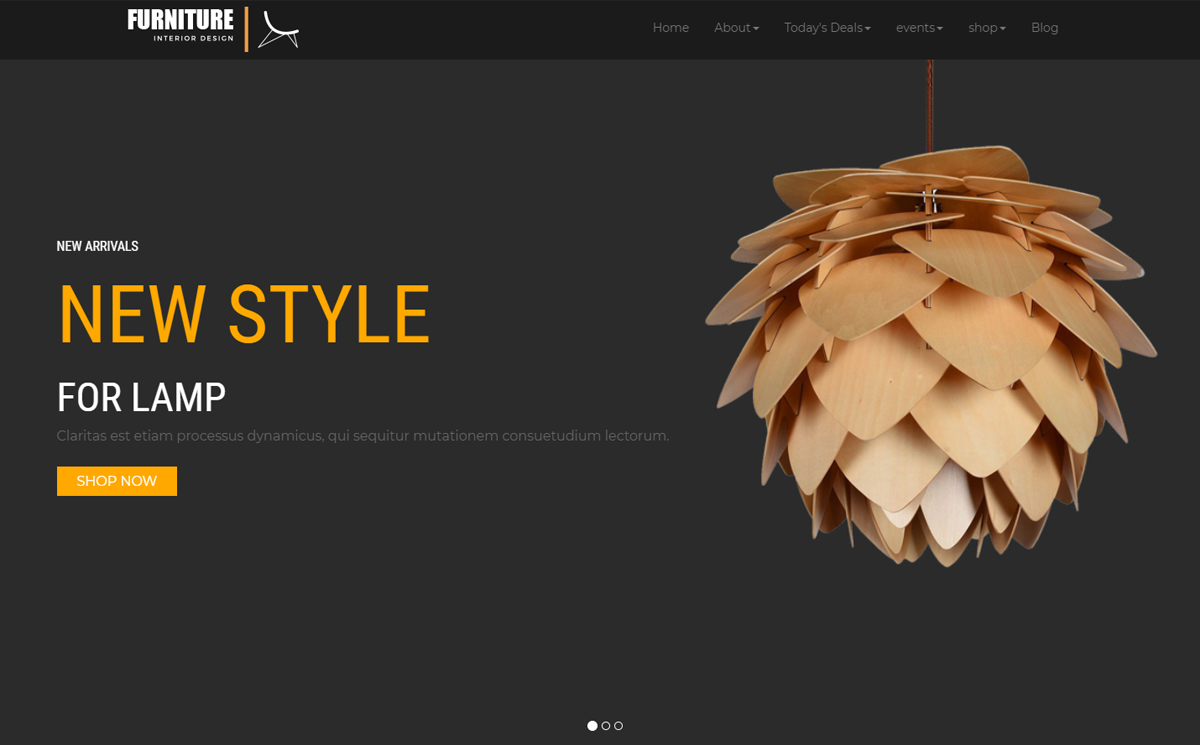 FURNITURE
INTERIOR DESIGN
Home About Today's Deals events shop Blog
NEW ARRIVALS
NEW STYLE
FOR LAMP
Claritas est etiam processus dynamicus, qui sequitur mutationem consuetudium lectorum.
SHOP NOW